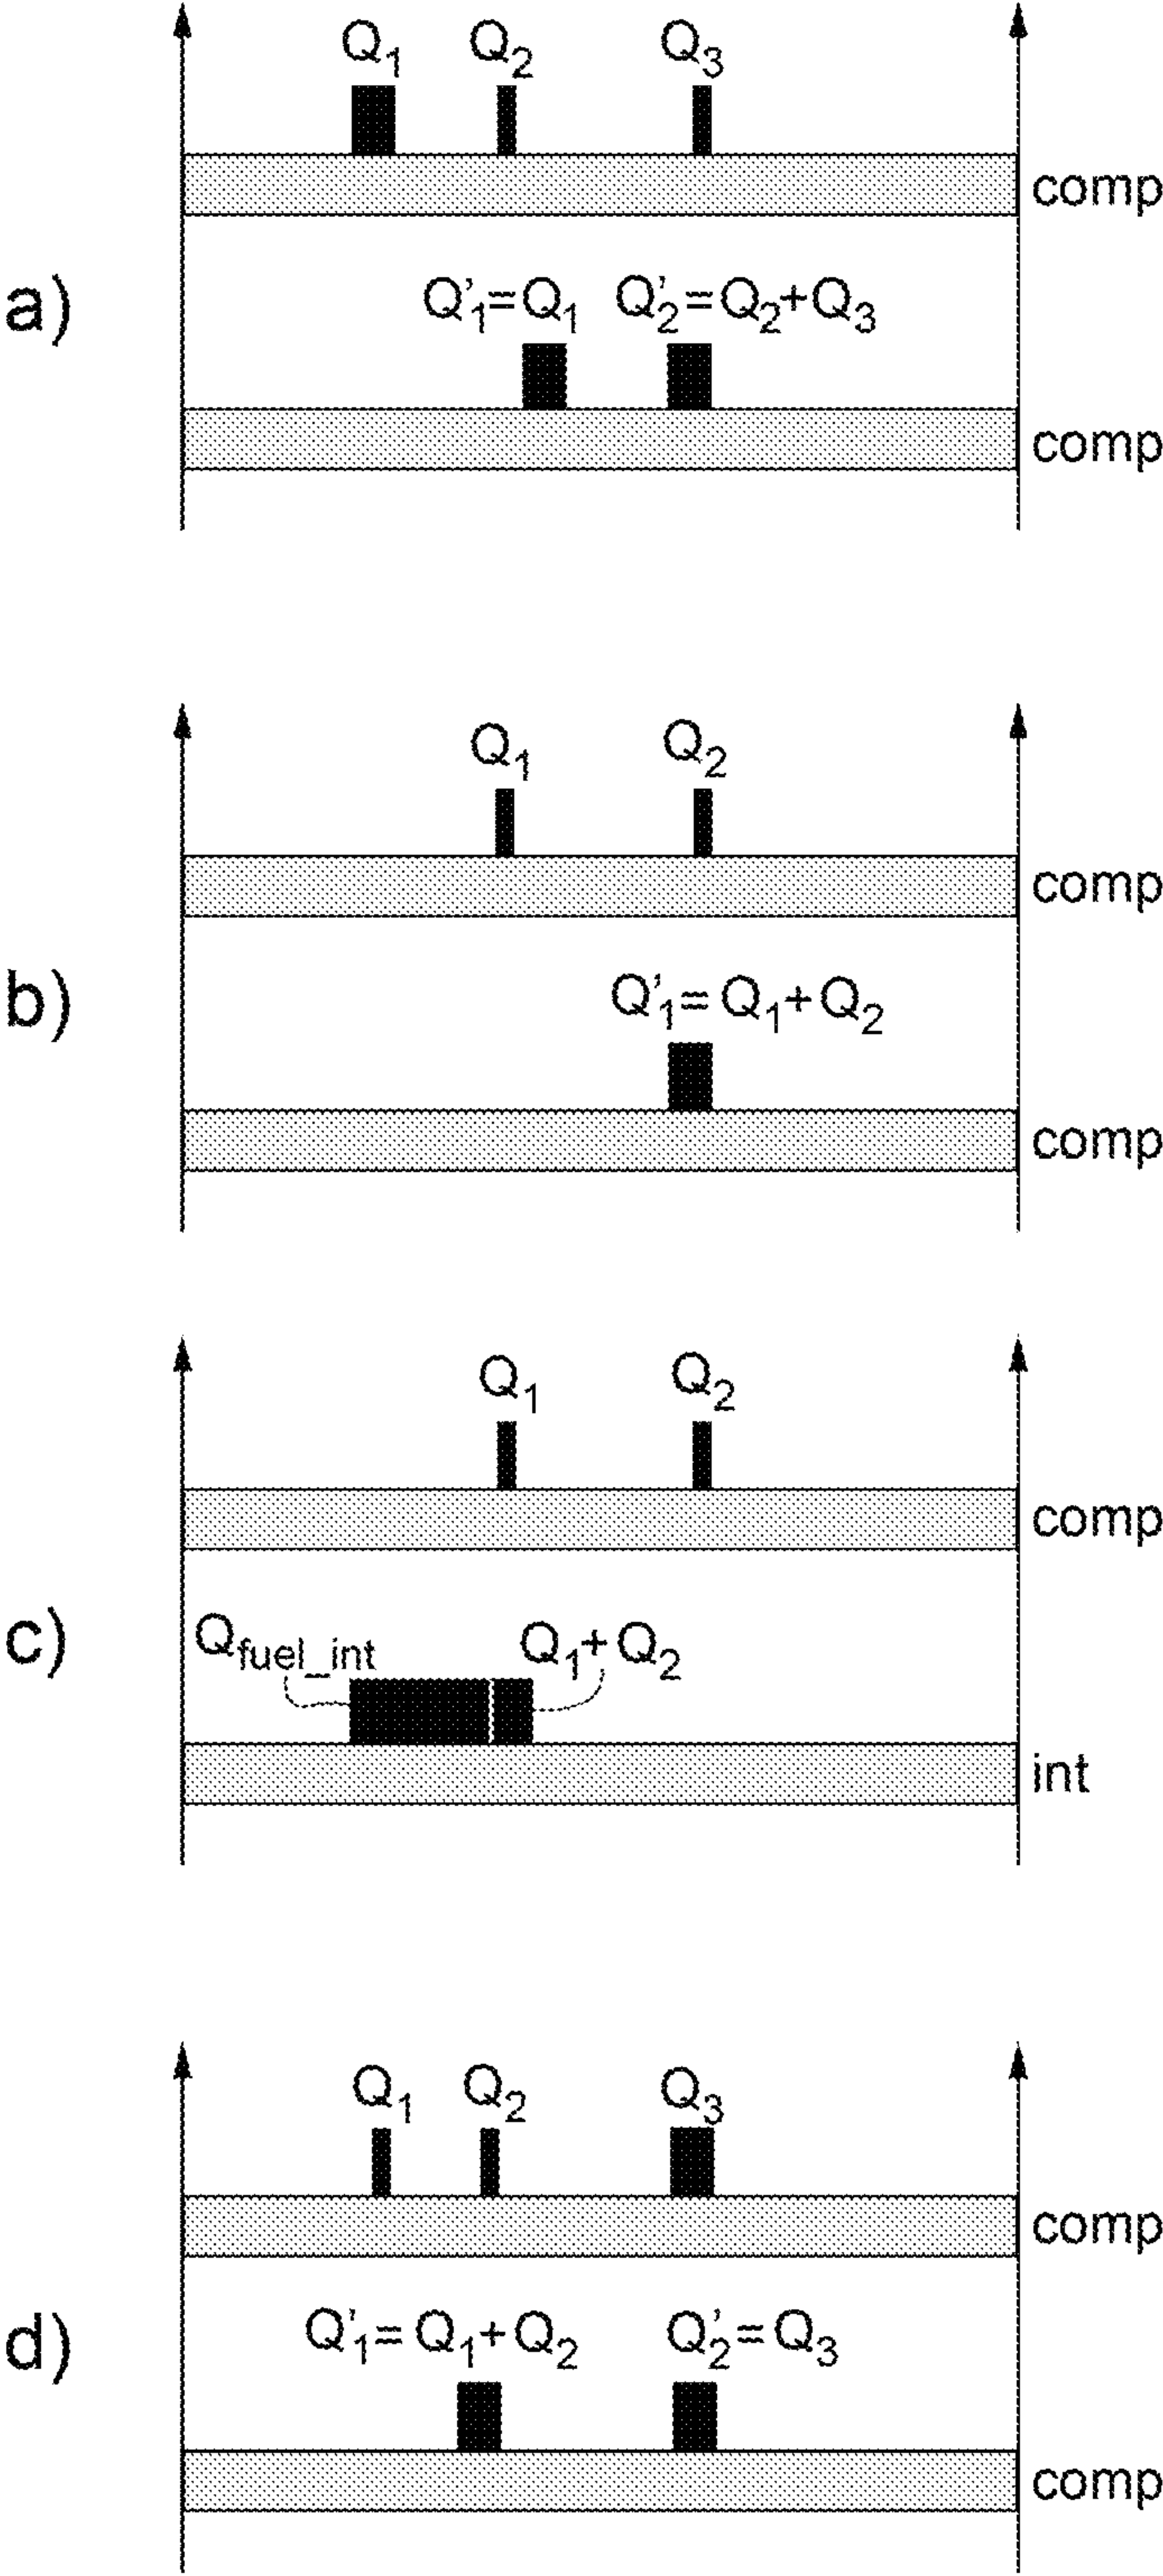 Q1 Q2 Q3
comp
a)
Q'1=Q1 Q'2=Q2+Q3
comp
Q1 Q2
comp
b)
Q'1=Q1+Q2
comp
Q1 Q2
comp
c)
Qfuel_int Q1+Q2
int
Q1 Q2 Q3
comp
d)
Q'1=Q1+Q2 Q'2=Q3
comp